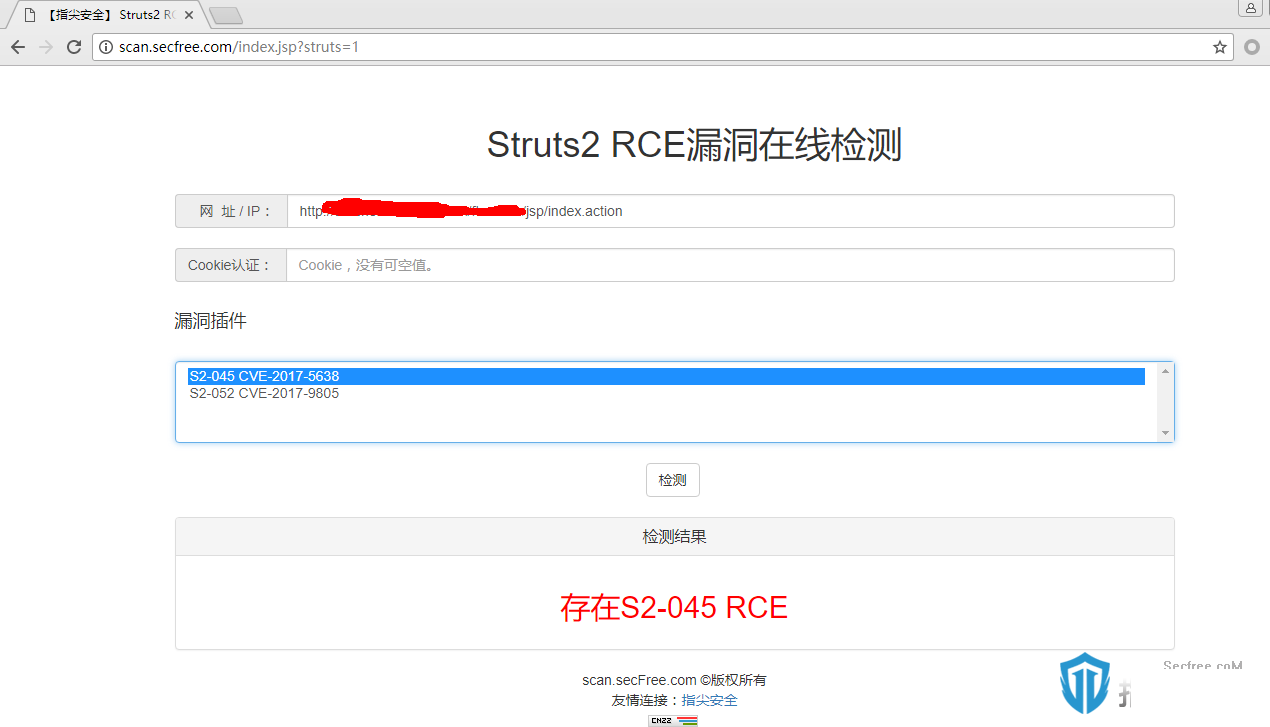 【指尖安全】 Struts2 RC
scan.secfree.com/index.jsp?struts=1
Struts2 RCE漏洞在线检测
网 址 / IP：
http:
jsp/index.action
Cookie认证：
Cookie，没有可空值。
漏洞插件
S2-045 CVE-2017-5638
S2-052 CVE-2017-9805
检测
检测结果
存在S2-045 RCE
scan.secFree.com ©版权所有
友情连接：指尖安全
CNZZ
Secfree.coM